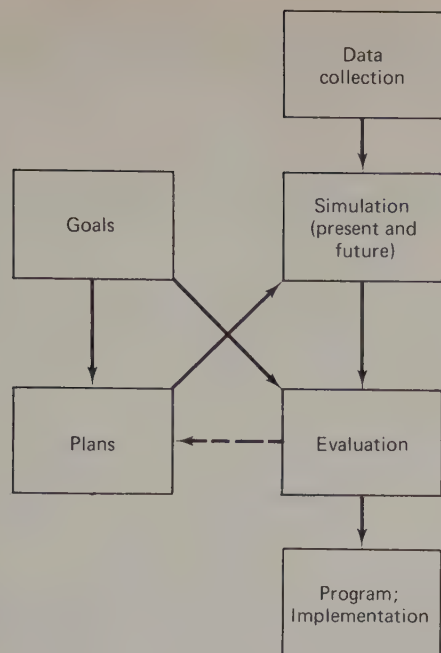 Data
collection
Goals
Simulation
(present and
future)
Plans
Evaluation
Program;
Implementation